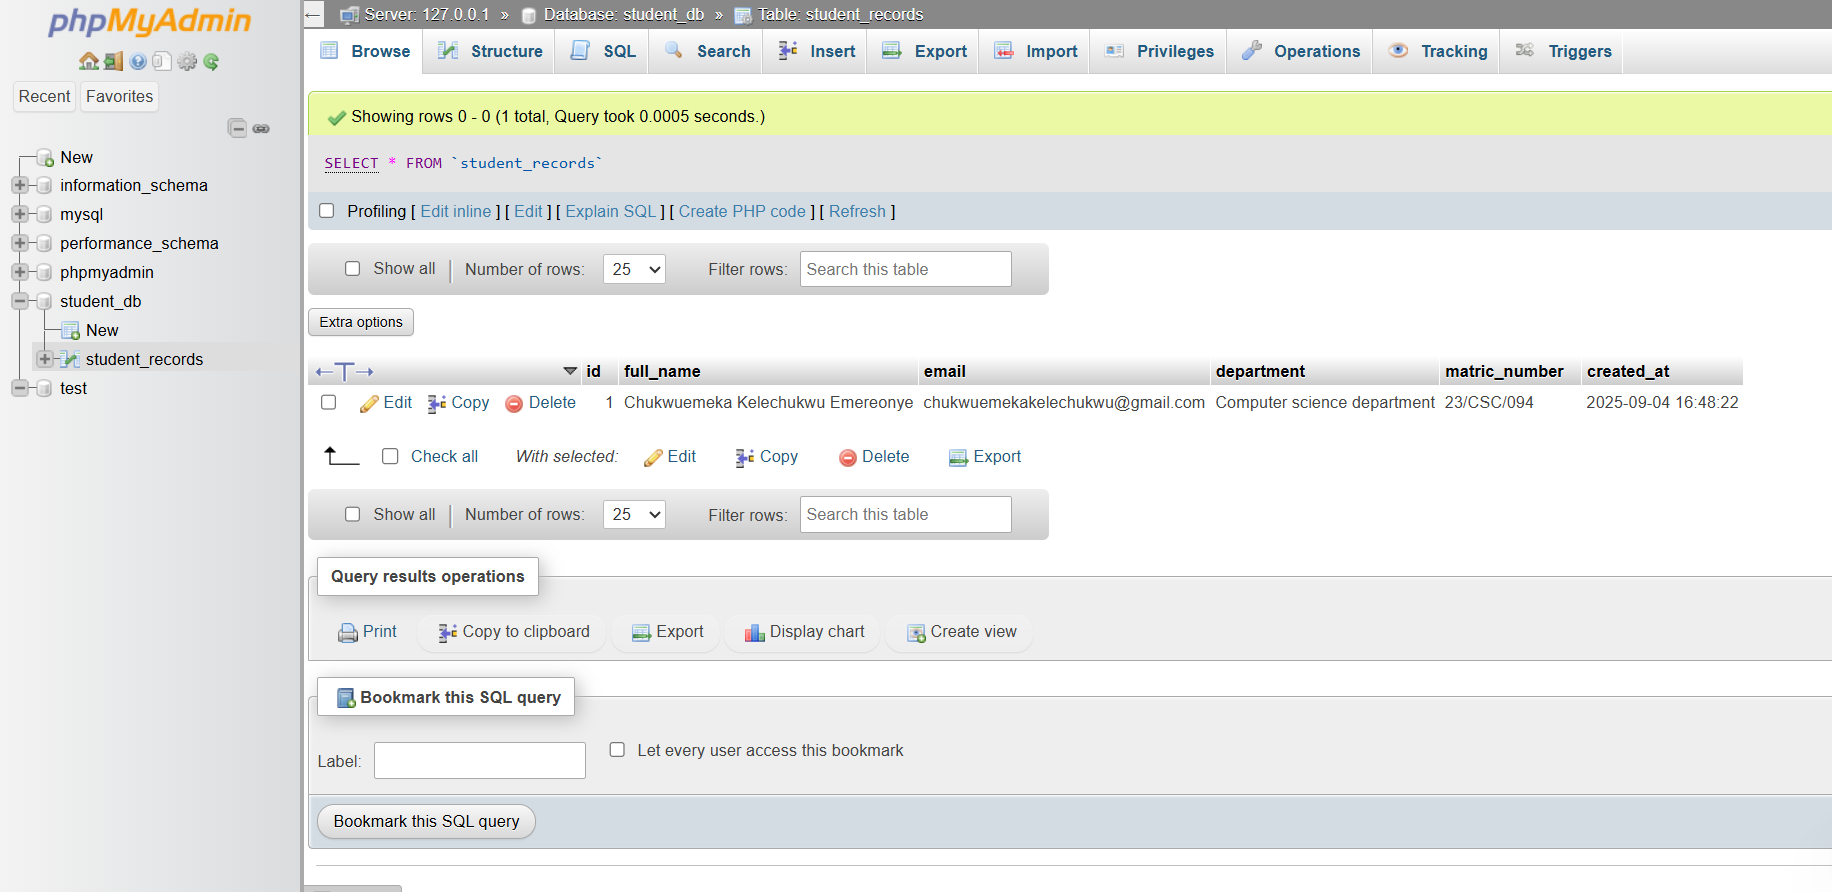 phpMyAdmin
Recent Favorites
New
information_schema
mysql
performance_schema
phpmyadmin
student_db
New
student_records
test
Server: 127.0.0.1 » Database: student_db » Table: student_records
Browse Structure SQL Search Insert Export Import Privileges Operations Tracking Triggers
Showing rows 0 - 0 (1 total, Query took 0.0005 seconds.)
SELECT * FROM `student_records`
Profiling [ Edit inline ] [ Edit ] [ Explain SQL ] [ Create PHP code ] [ Refresh ]
Show all Number of rows: 25 Filter rows: Search this table
Extra options
id full_name email department matric_number created_at
Edit Copy Delete 1 Chukwuemeka Kelechukwu Emereonye chukwuemekakelechukwu@gmail.com Computer science department 23/CSC/094 2025-09-04 16:48:22
Check all With selected: Edit Copy Delete Export
Show all Number of rows: 25 Filter rows: Search this table
Query results operations
Print Copy to clipboard Export Display chart Create view
Bookmark this SQL query
Label: Let every user access this bookmark
Bookmark this SQL query